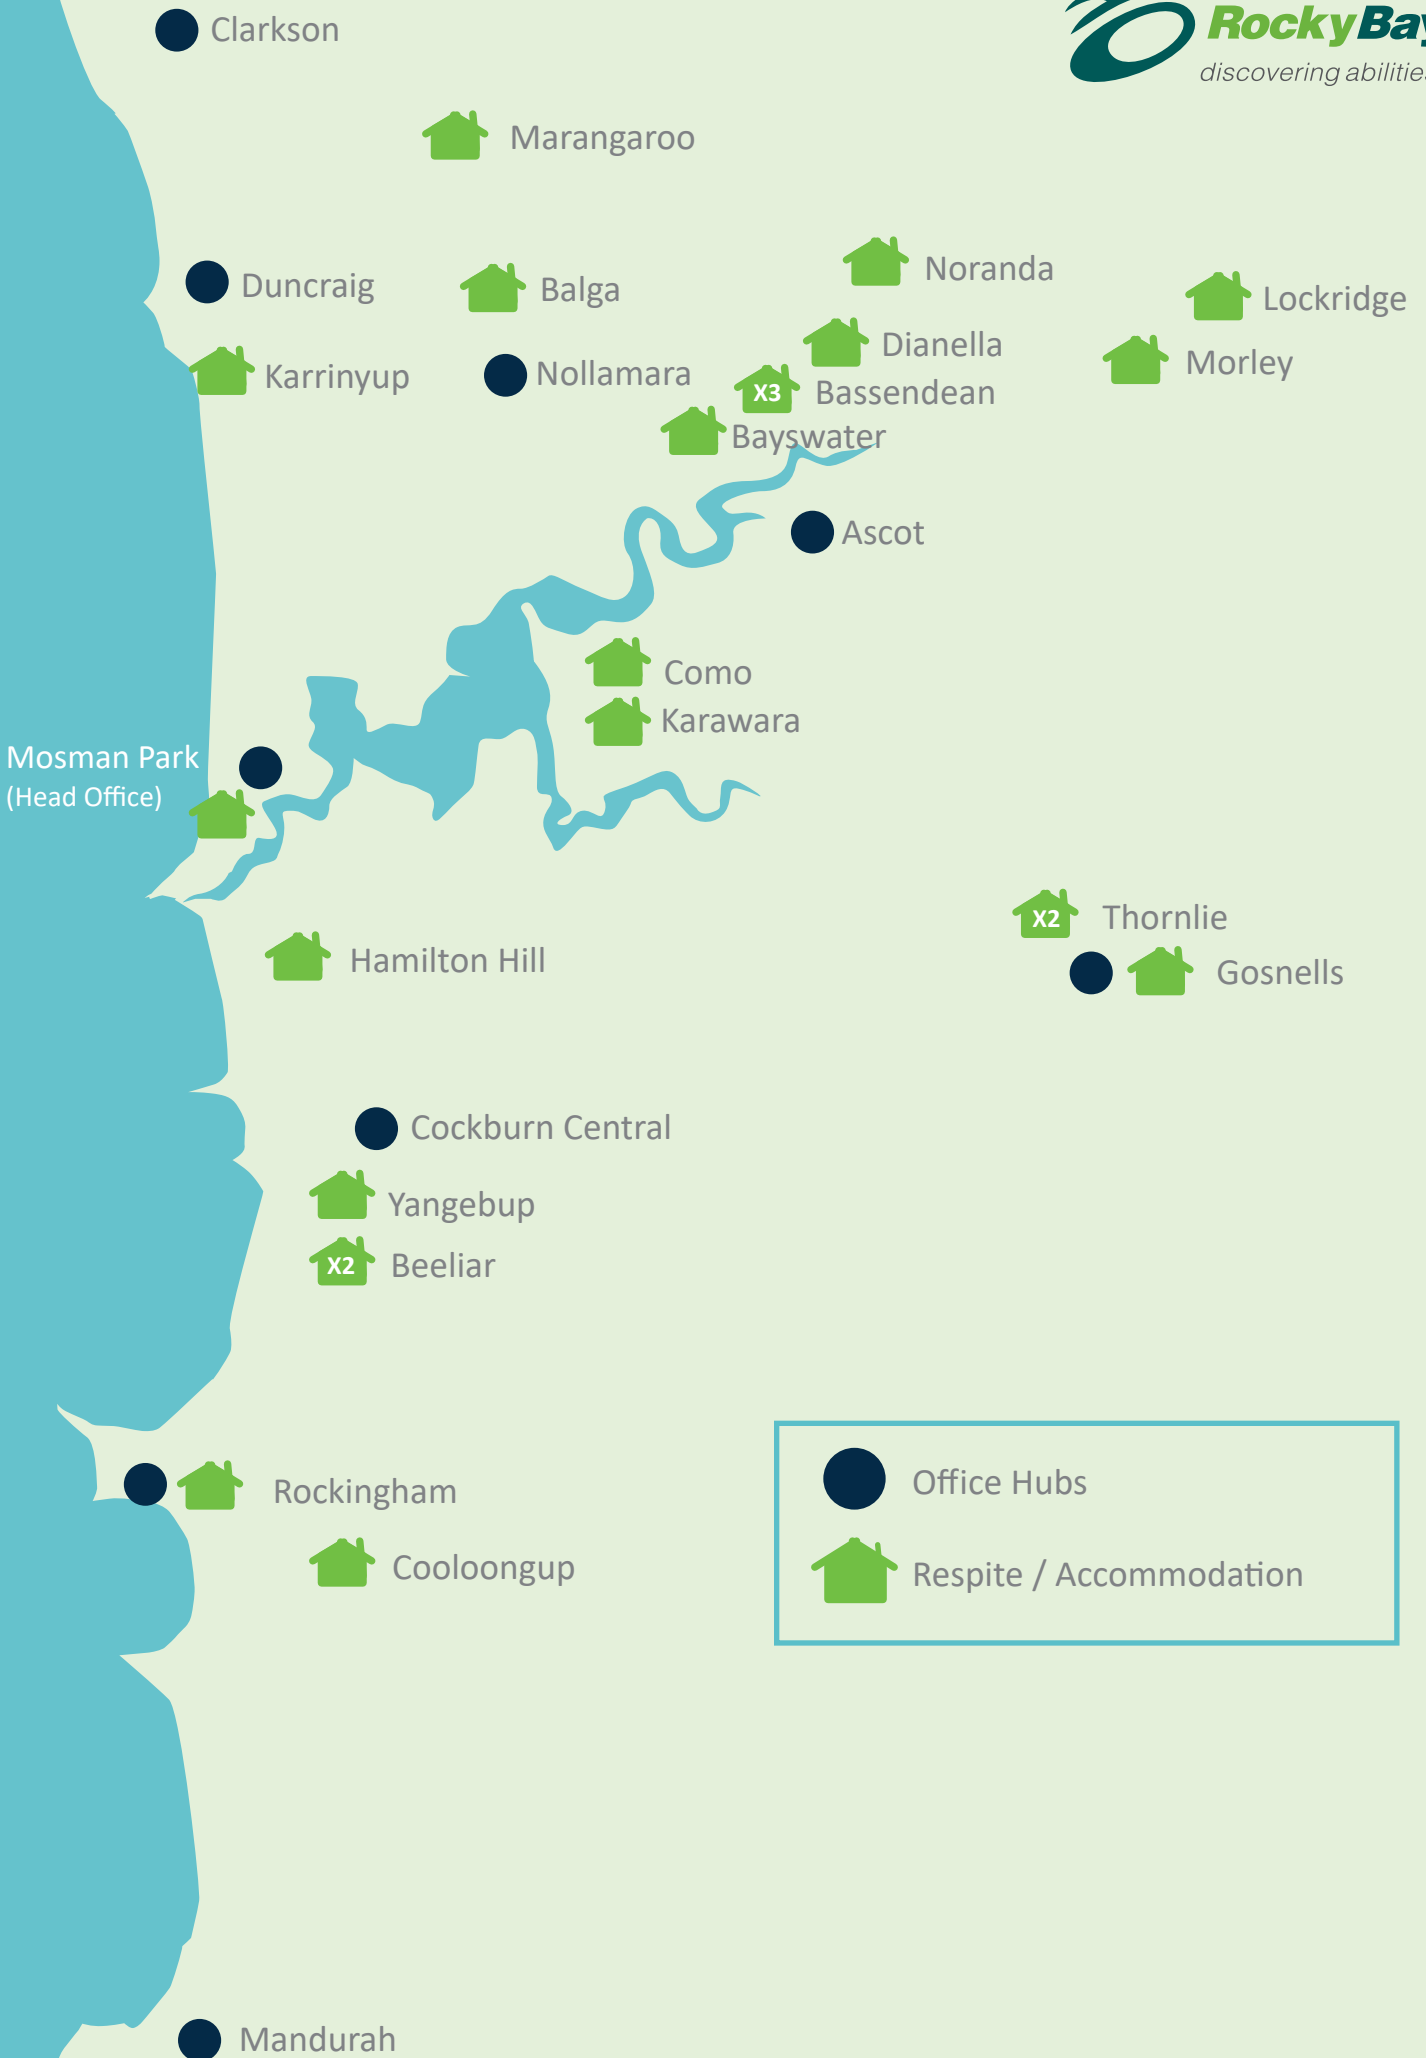 Clarkson
RockyBay
discovering abilities
Marangaroo
Noranda
Duncraig
Balga
Lockridge
Dianella
Morley
Karrinyup
Nollamara
X3 Bassendean
Bayswater
Ascot
Como
Karawara
Mosman Park
(Head Office)
X2 Thornlie
Hamilton Hill
Gosnells
Cockburn Central
Yangebup
X2 Beeliar
Rockingham
Office Hubs
Cooloongup
Respite / Accommodation
Mandurah